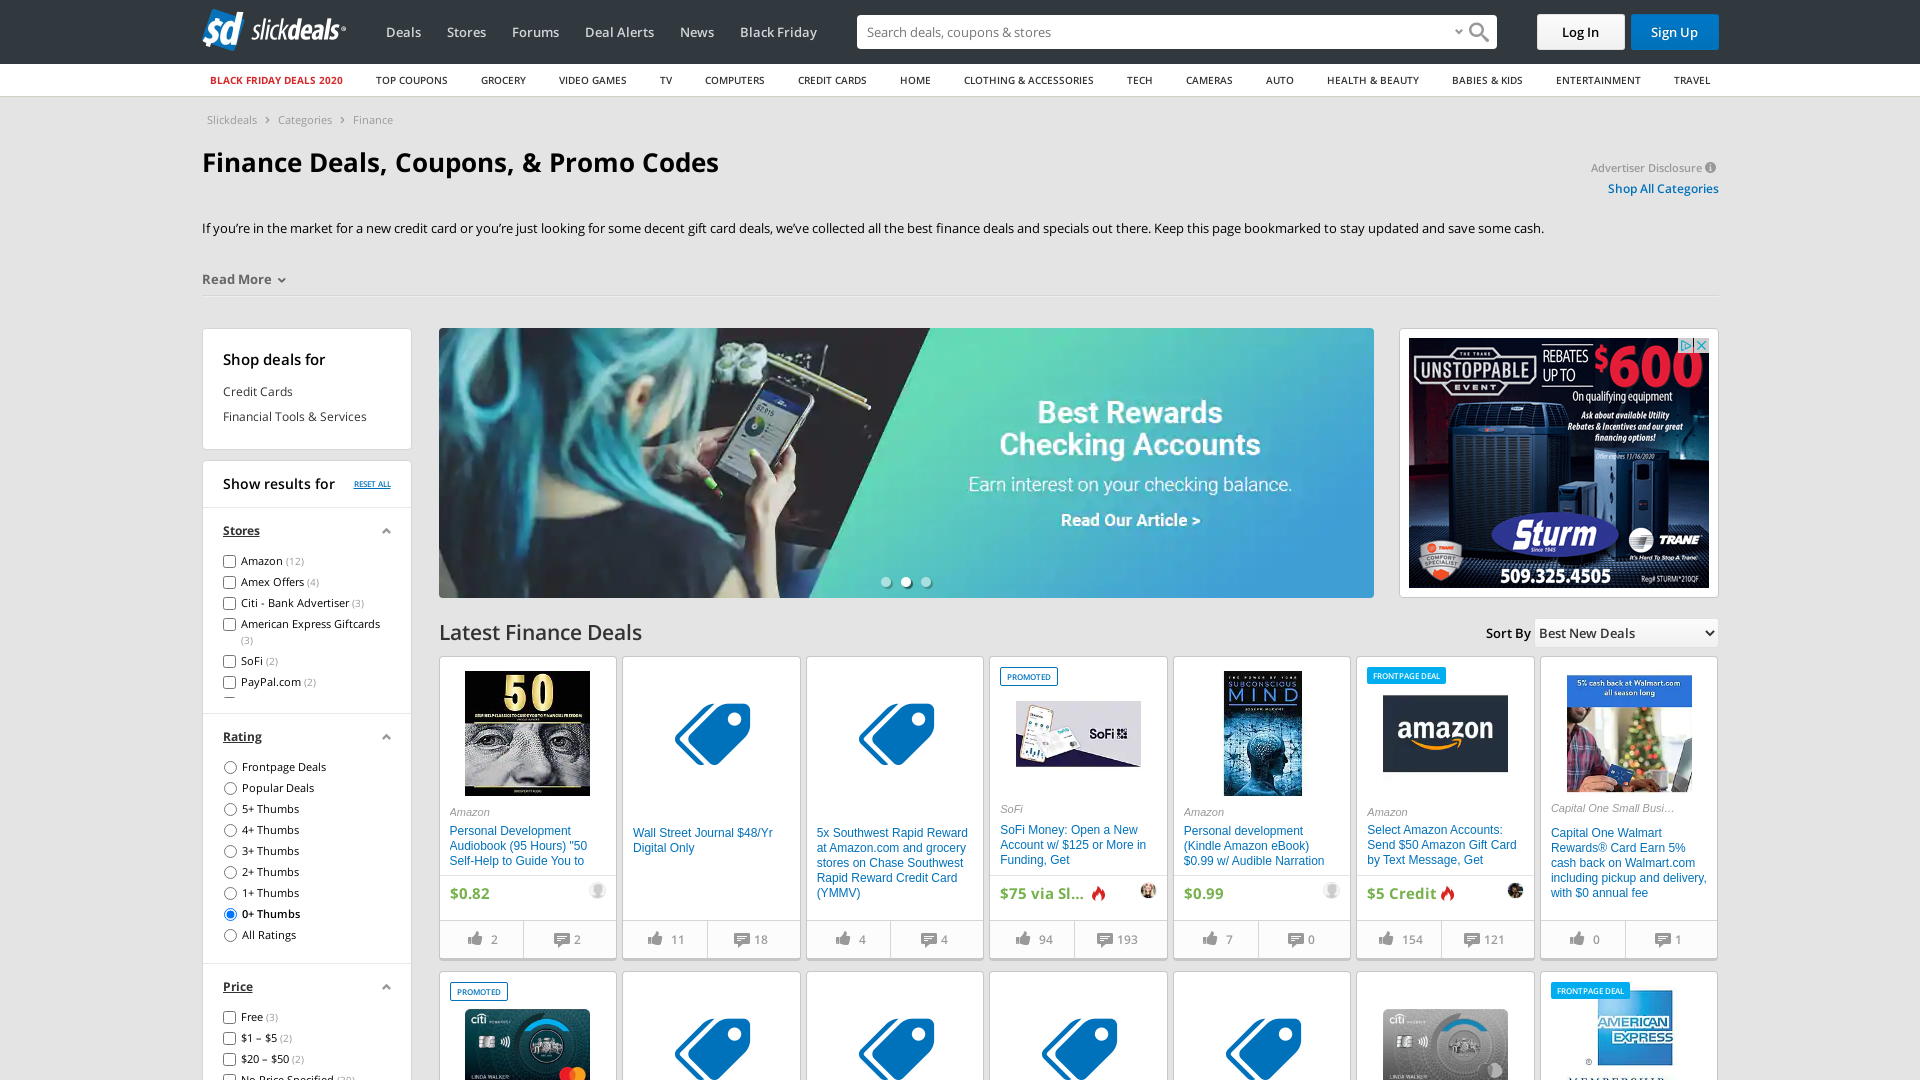 slickdeals
Deals
Stores
Forums
Deal Alerts
News
Black Friday
Search deals, coupons & stores
Log In
Sign Up
BLACK FRIDAY DEALS 2020
TOP COUPONS
GROCERY
VIDEO GAMES
TV
COMPUTERS
CREDIT CARDS
HOME
CLOTHING & ACCESSORIES
TECH
CAMERAS
AUTO
HEALTH & BEAUTY
BABIES & KIDS
ENTERTAINMENT
TRAVEL
Slickdeals > Categories > Finance
Finance Deals, Coupons, & Promo Codes
Advertiser Disclosure
Shop All Categories
If you’re in the market for a new credit card or you’re just looking for some decent gift card deals, we’ve collected all the best finance deals and specials out there. Keep this page bookmarked to stay updated and save some cash.
Read More
Shop deals for
Credit Cards
Financial Tools & Services
Show results for
RESET ALL
Stores
Amazon (12)
Amex Offers (4)
Citi - Bank Advertiser (3)
American Express Giftcards
(3)
SoFi (2)
PayPal.com (2)
Rating
Frontpage Deals
Popular Deals
5+ Thumbs
4+ Thumbs
3+ Thumbs
2+ Thumbs
1+ Thumbs
0+ Thumbs
All Ratings
Price
Free (3)
$1 – $5 (2)
$20 – $50 (2)
No Price Specified (20)
Best Rewards
Checking Accounts
Earn interest on your checking balance.
Read Our Article >
THE TRANE
UNSTOPPABLE
EVENT
REBATES
UP TO
$600
On qualifying equipment
Ask about available Utility
Rebates & Incentives and our great
financing options!
Offer expires 11/16/2020
Sturm
Since 1945
TRANE
It's Hard To Stop A Trane
TRANE
COMFORT
SPECIALIST
509.325.4505
Reg# STURMI*210QF
Latest Finance Deals
Sort By
Best New Deals
50
Amazon
Personal Development
Audiobook (95 Hours) "50
Self-Help to Guide You to
$0.82
2
2
Wall Street Journal $48/Yr
Digital Only
11
18
5x Southwest Rapid Reward
at Amazon.com and grocery
stores on Chase Southwest
Rapid Reward Credit Card
(YMMV)
4
4
PROMOTED
SoFi
SoFi
SoFi Money: Open a New
Account w/ $125 or More in
Funding, Get
$75 via Sl...
94
193
THE POWER OF YOUR
SUBCONSCIOUS
MIND
JOSEPH MURPHY
Amazon
Personal development
(Kindle Amazon eBook)
$0.99 w/ Audible Narration
$0.99
7
0
FRONTPAGE DEAL
amazon
Amazon
Select Amazon Accounts:
Send $50 Amazon Gift Card
by Text Message, Get
$5 Credit
154
121
5% cash back at Walmart.com
all season long
Capital One Small Busi…
Capital One Walmart
Rewards® Card Earn 5%
cash back on Walmart.com
including pickup and delivery,
with $0 annual fee
0
1
PROMOTED
citi
LINDA WALKER
citi
LINDA WALKER
FRONTPAGE DEAL
AMERICAN
EXPRESS
®
MEMBERSHIP